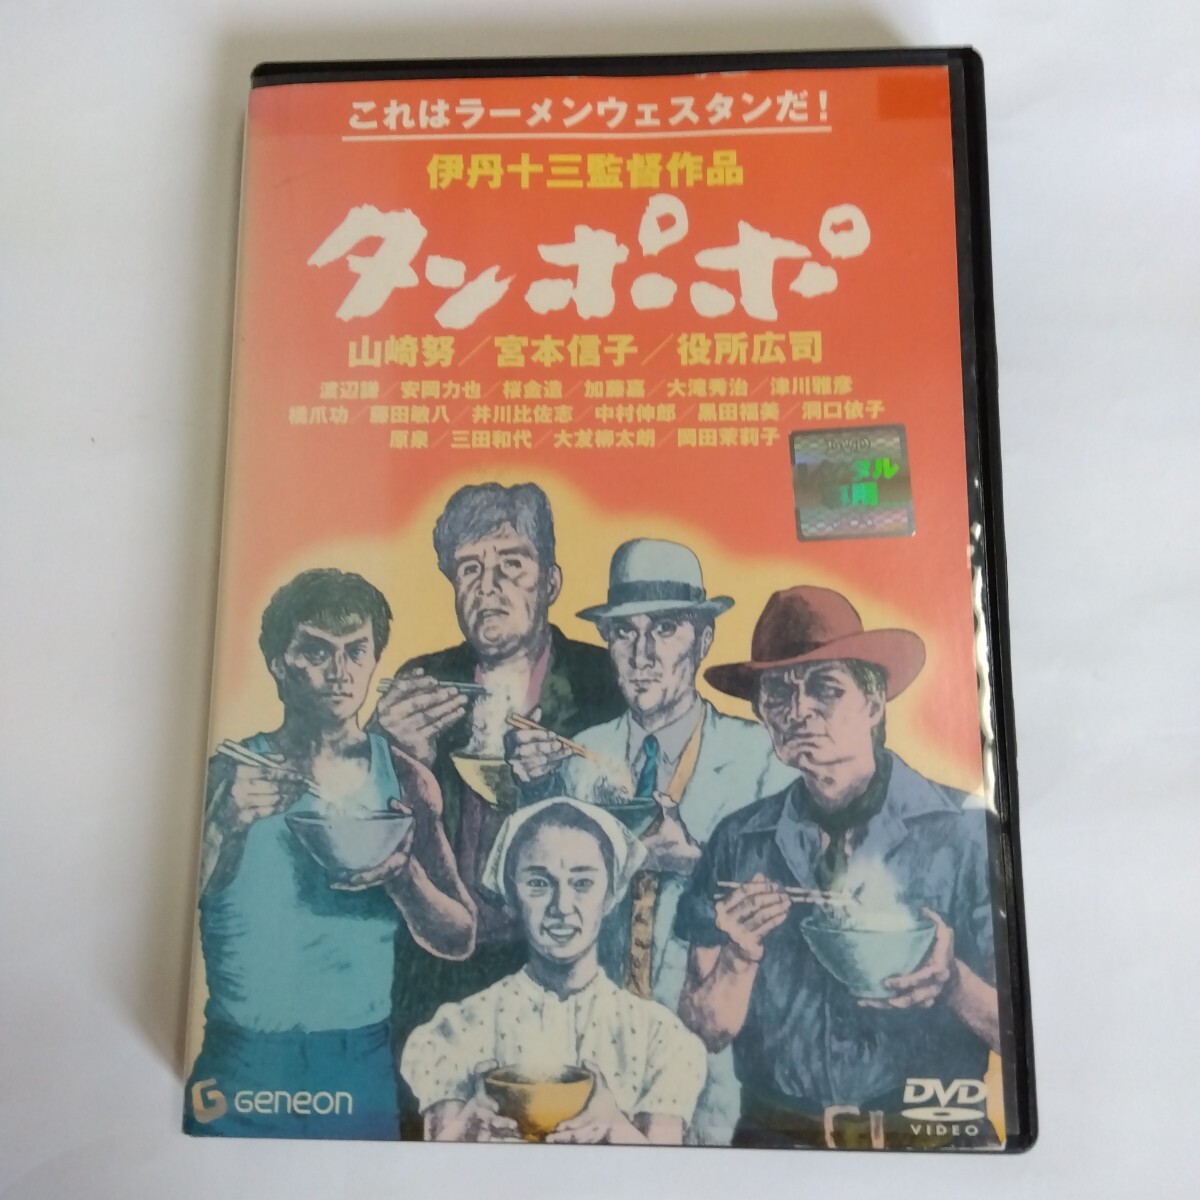 これはラーメンウェスタンだ!
伊丹十三監督作品
タンポポ
山崎努／宮本信子／役所広司
渡辺謙／安岡力也／桜金造／加藤嘉／大滝秀治／津川雅彦
橋爪功／藤田敏八／井川比佐志／中村伸郎／黒田福美／洞口依子
原泉／三田和代／大友柳太朗／岡田茉莉子
DVD
タル
用
GENEON
DVD
VIDEO